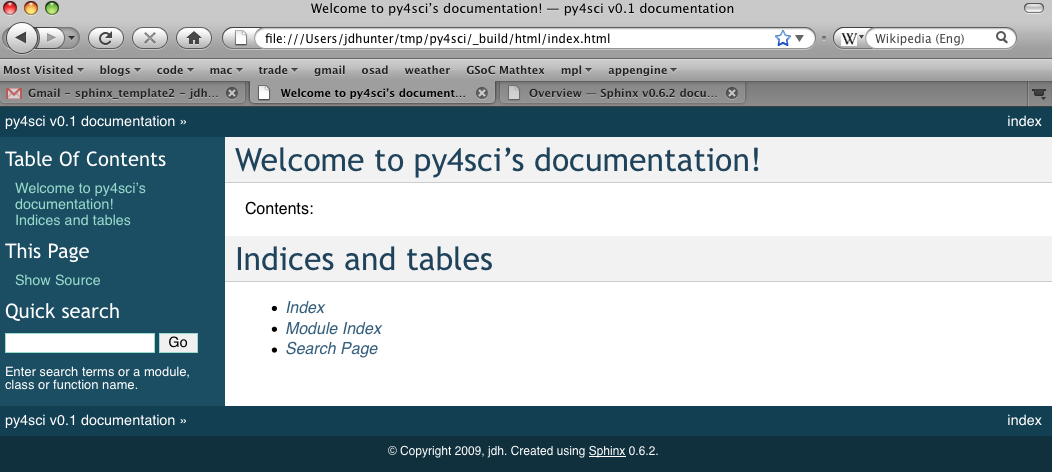 Welcome to py4sci's documentation! — py4sci v0.1 documentation
file:///Users/jdhunter/tmp/py4sci/_build/html/index.html
W
Wikipedia (Eng)
Most Visited blogs code mac trade gmail osad weather GSoC Mathtex mpl appengine
Gmail – sphinx_template2 – jdh... Welcome to py4sci's document... Overview — Sphinx v0.6.2 docu...
py4sci v0.1 documentation » index
Table Of Contents
Welcome to py4sci's
documentation!
Indices and tables
This Page
Show Source
Quick search
Go
Enter search terms or a module,
class or function name.
Welcome to py4sci's documentation!
Contents:
Indices and tables
• Index
• Module Index
• Search Page
py4sci v0.1 documentation » index
© Copyright 2009, jdh. Created using Sphinx 0.6.2.